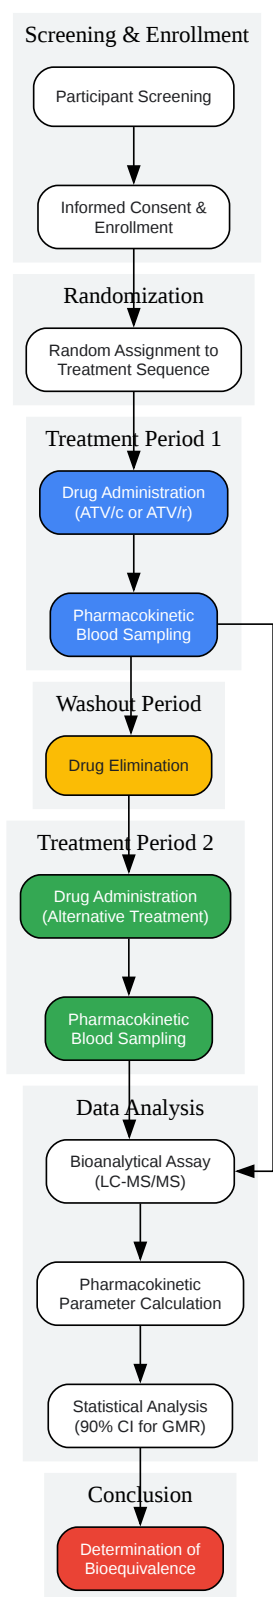 Screening & Enrollment
Participant Screening
Informed Consent &
Enrollment
Randomization
Random Assignment to
Treatment Sequence
Treatment Period 1
Drug Administration
(ATV/c or ATV/r)
Pharmacokinetic
Blood Sampling
Washout Period
Drug Elimination
Treatment Period 2
Drug Administration
(Alternative Treatment)
Pharmacokinetic
Blood Sampling
Data Analysis
Bioanalytical Assay
(LC-MS/MS)
Pharmacokinetic
Parameter Calculation
Statistical Analysis
(90% CI for GMR)
Conclusion
Determination of
Bioequivalence